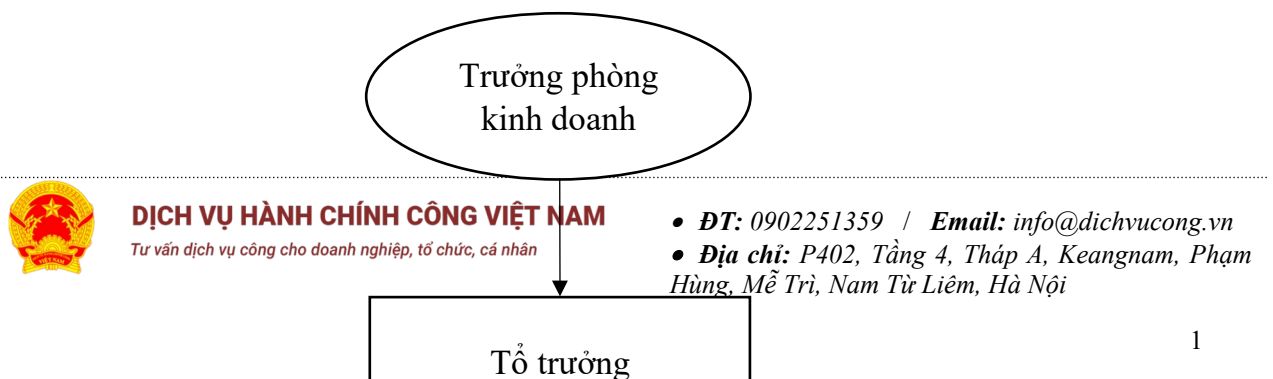 Trưởng phòng
kinh doanh
DỊCH VỤ HÀNH CHÍNH CÔNG VIỆT NAM
Tư vấn dịch vụ công cho doanh nghiệp, tổ chức, cá nhân
• ĐT: 0902251359 / Email: info@dichvucong.vn
• Địa chỉ: P402, Tầng 4, Tháp A, Keangnam, Phạm
Hùng, Mễ Trì, Nam Từ Liêm, Hà Nội
1
Tổ trưởng